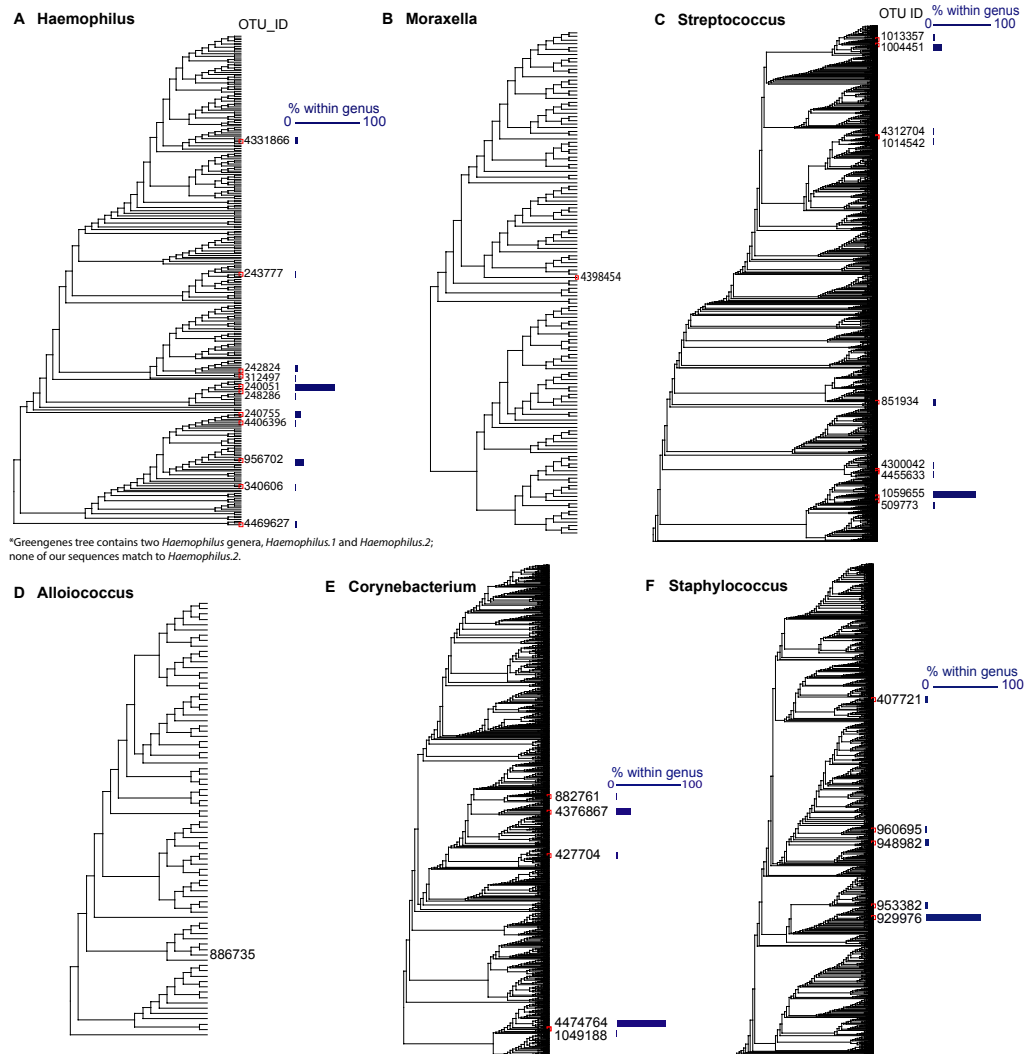 A Haemophilus
OTU_ID
% within genus
0 100
4331866
243777
242824
312497
240051
248286
240755
4406396
956702
340606
4469627
*Greengenes tree contains two Haemophilus genera, Haemophilus.1 and Haemophilus.2;
none of our sequences match to Haemophilus.2.
B Moraxella
4398454
C Streptococcus
OTU ID
% within genus
0 100
1013357
1004451
4312704
1014542
851934
4300042
4455633
1059655
509773
D Alloiococcus
886735
E Corynebacterium
% within genus
0 100
882761
4376867
427704
4474764
1049188
F Staphylococcus
% within genus
0 100
407721
960695
948982
953382
929976